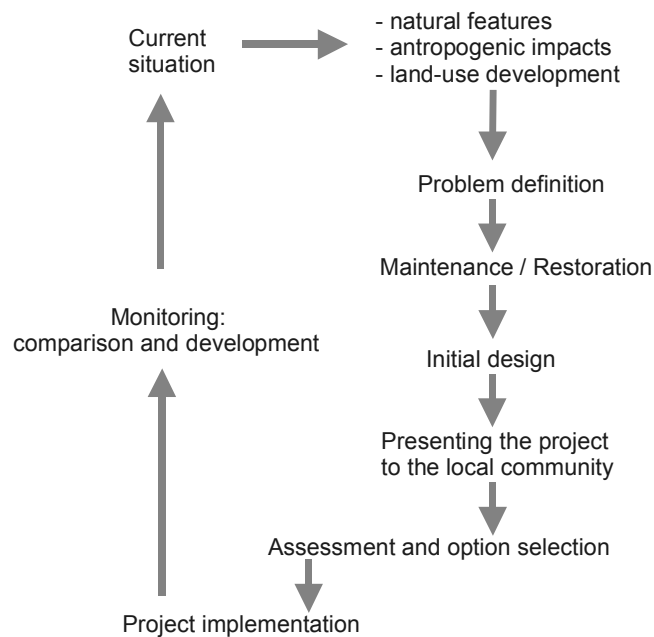 Current
situation
- natural features
- antropogenic impacts
- land-use development
Problem definition
Maintenance / Restoration
Initial design
Presenting the project
to the local community
Assessment and option selection
Project implementation
Monitoring:
comparison and development